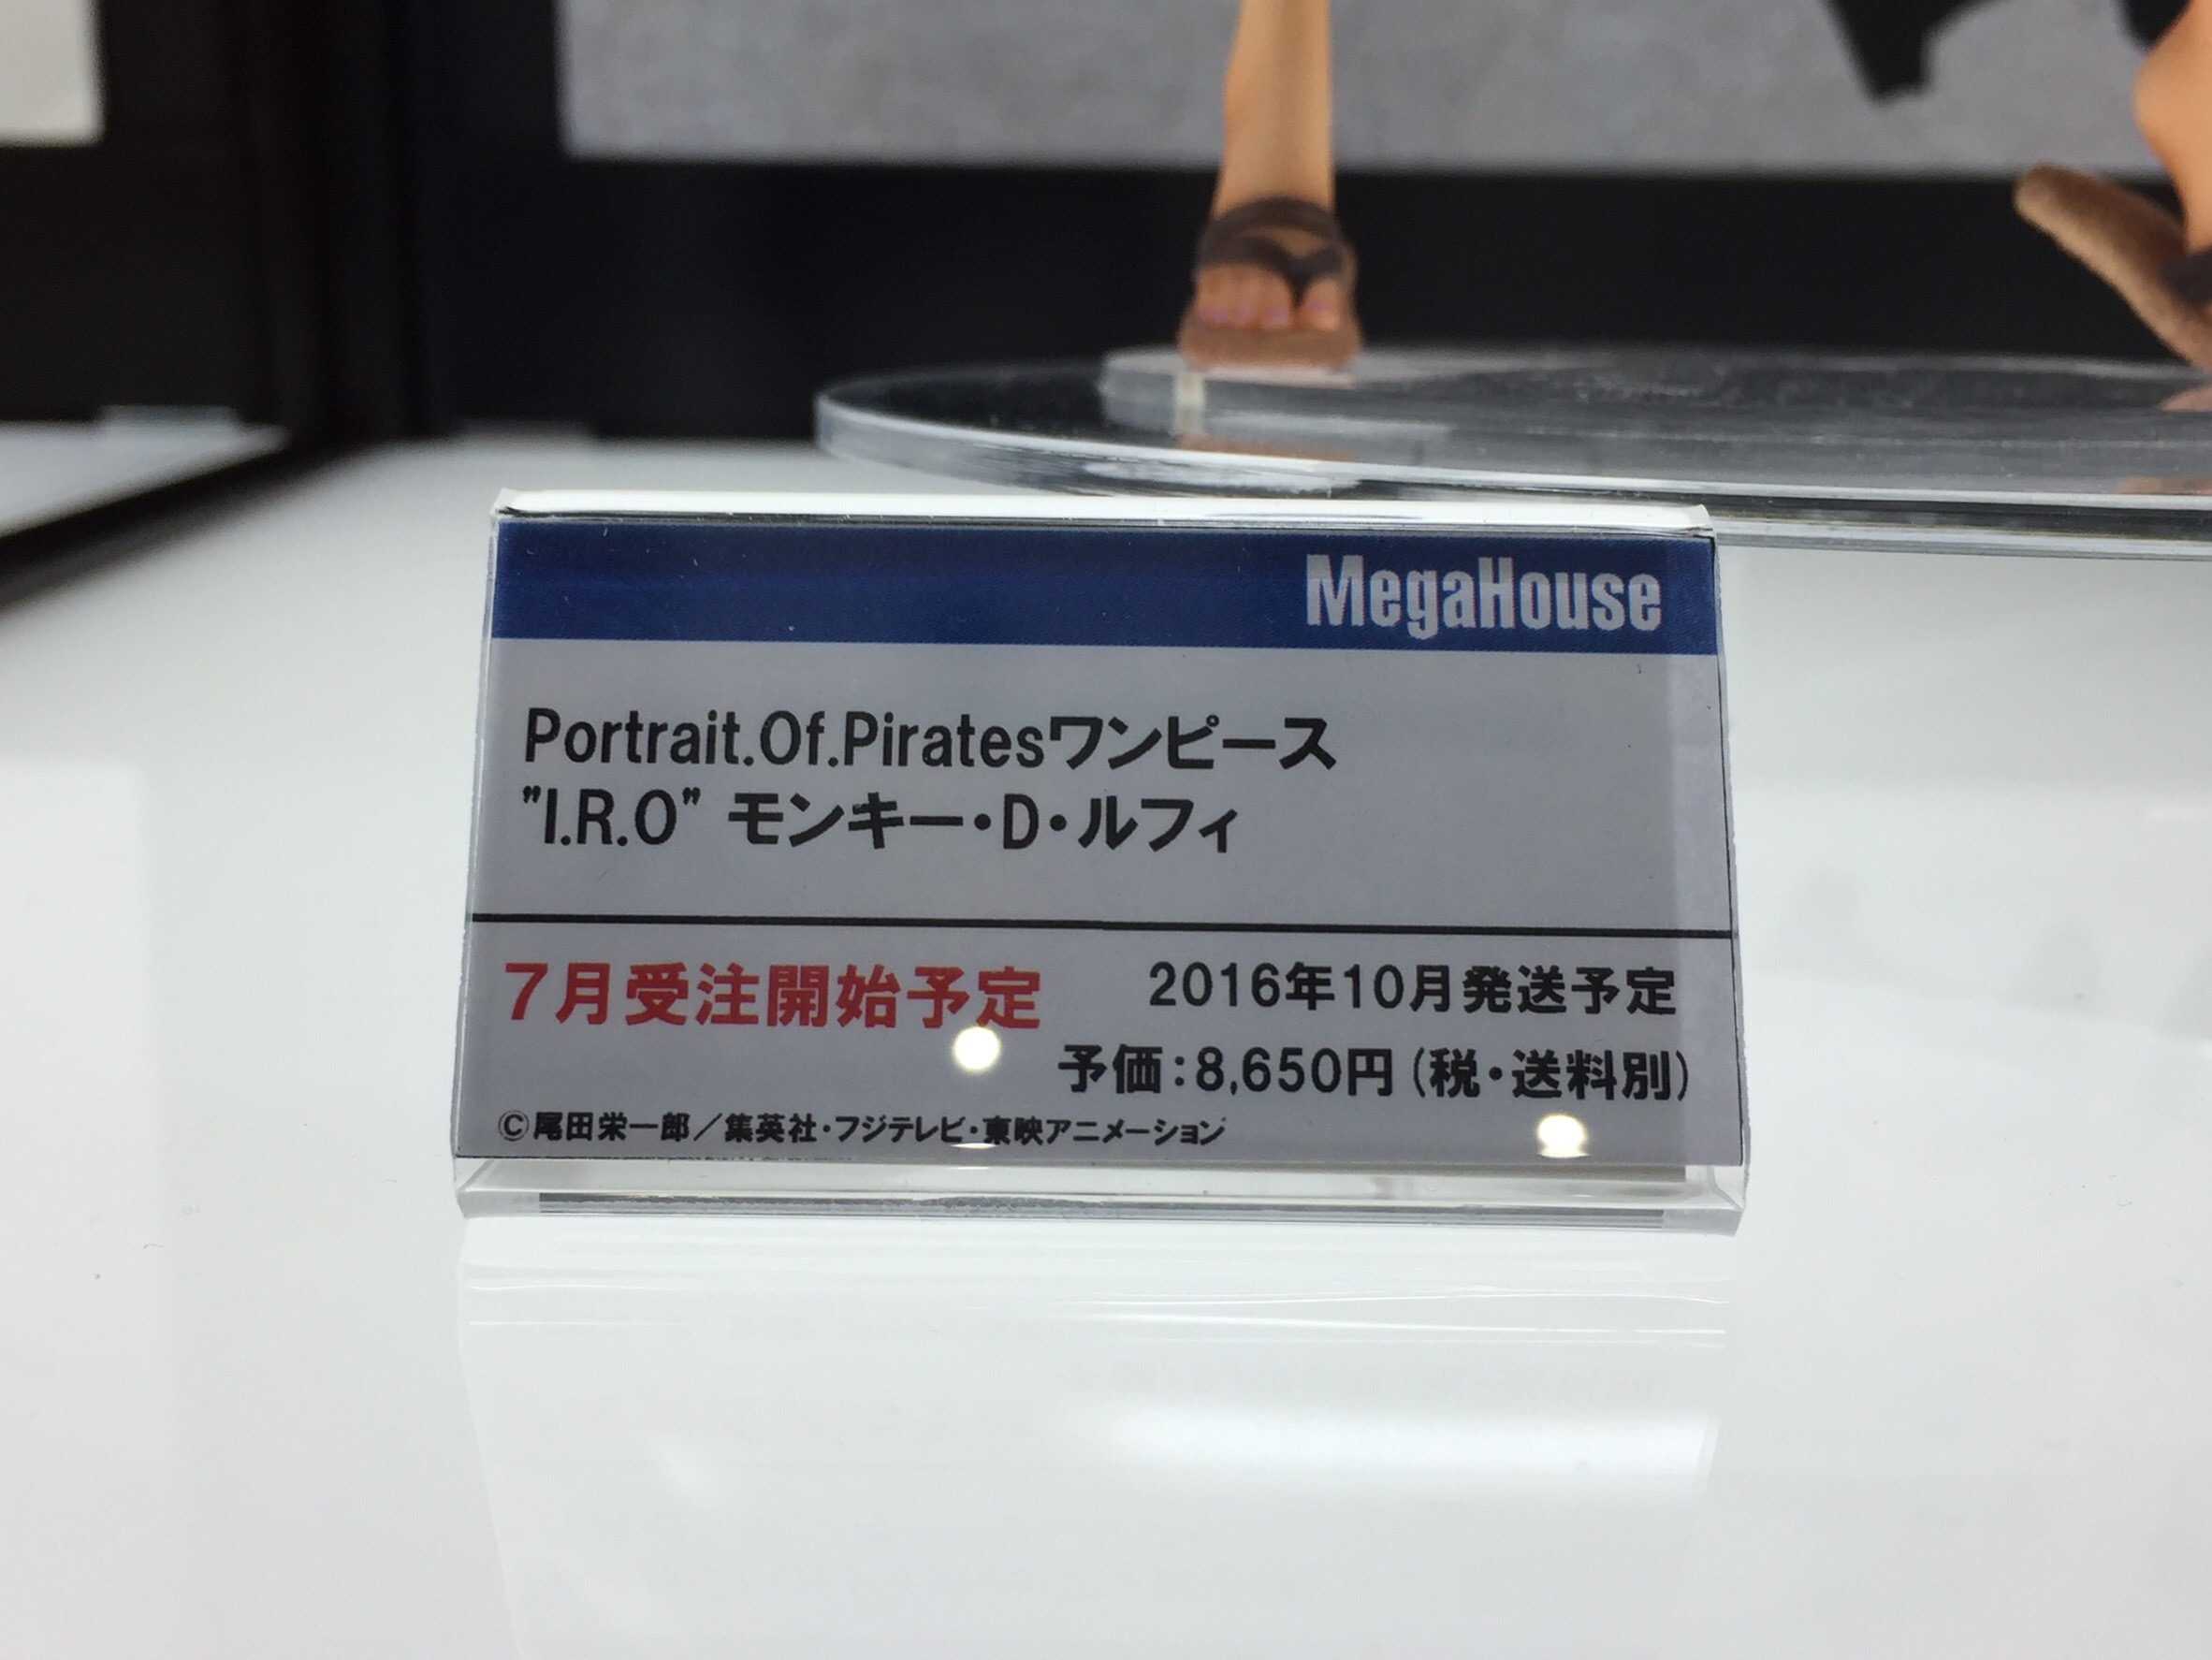 MegaHouse
Portrait.Of.Piratesワンピース
"I.R.O" モンキー・D・ルフィ
7月受注開始予定
2016年10月発送予定
予価:8,650円(税・送料別)
©尾田栄一郎／集英社・フジテレビ・東映アニメーション